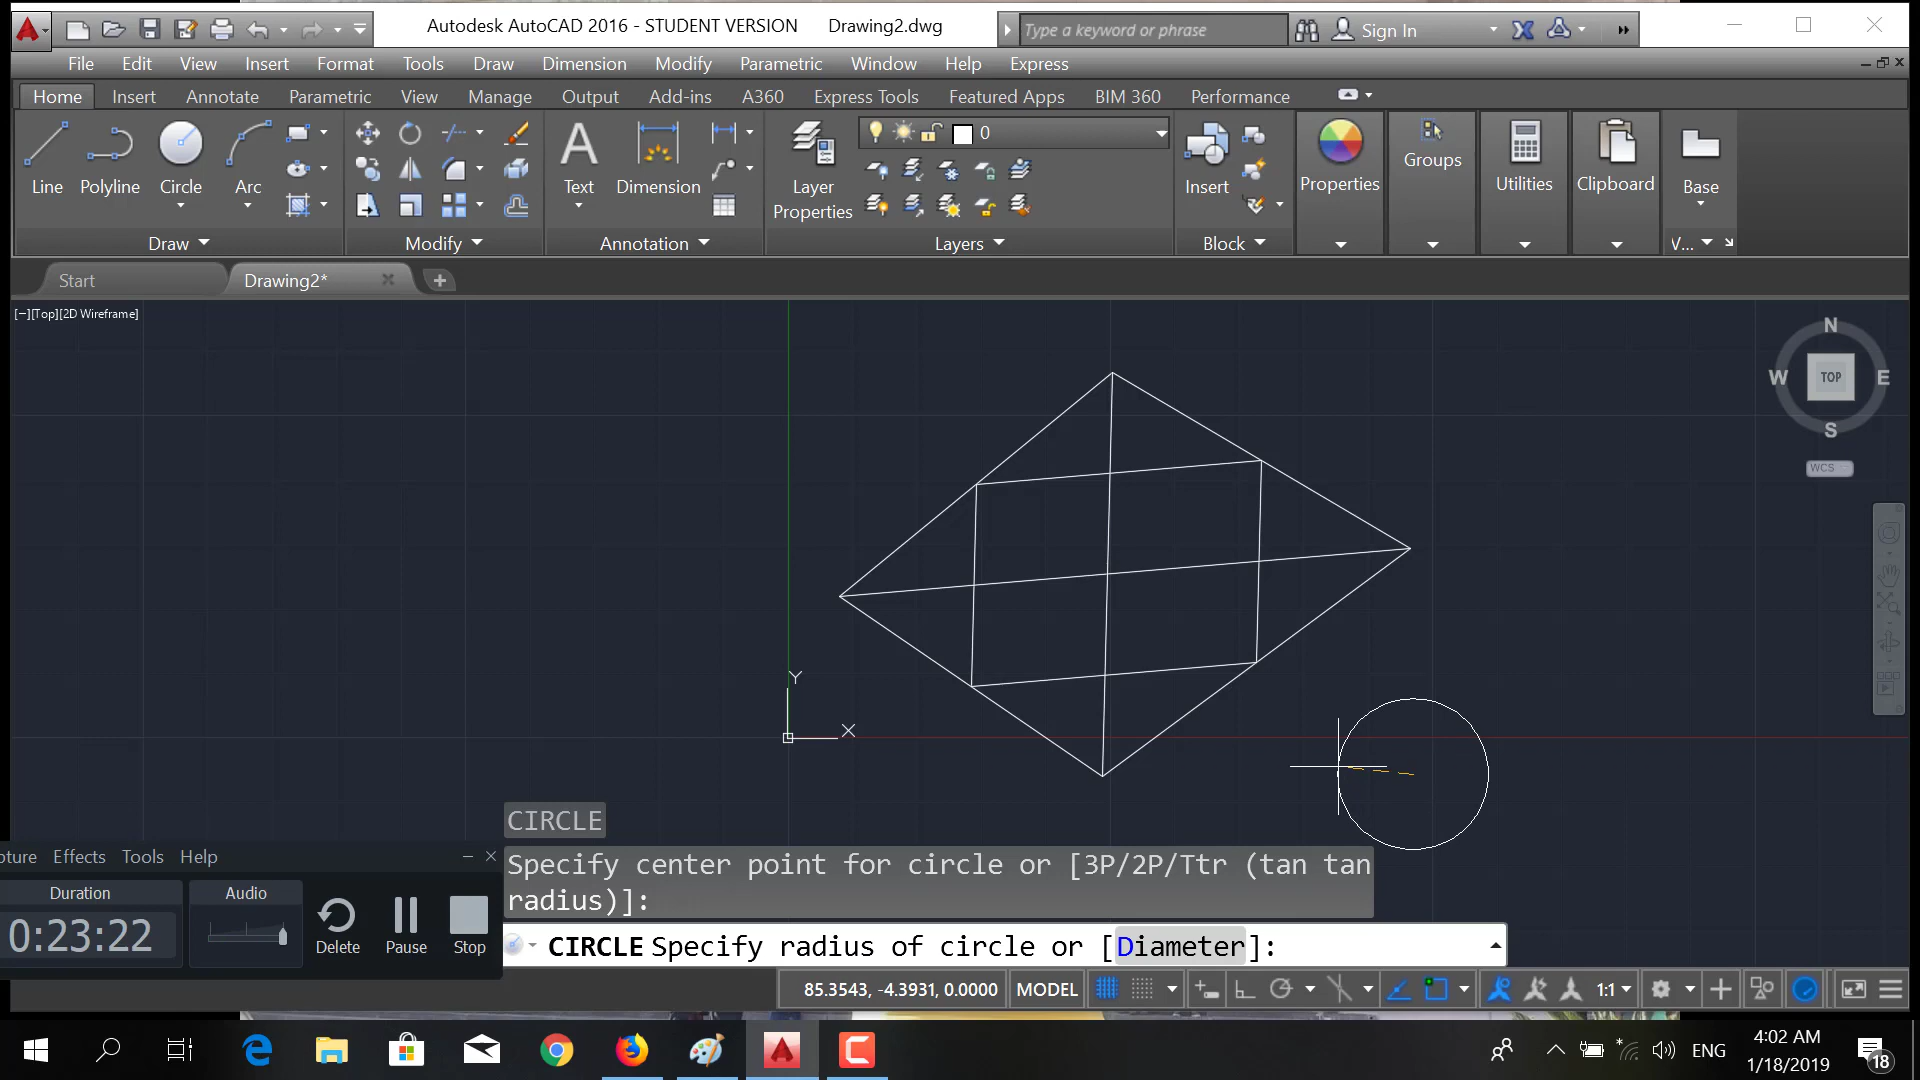 Autodesk AutoCAD 2016 - STUDENT VERSION Drawing2.dwg
Type a keyword or phrase
Sign In
File Edit View Insert Format Tools Draw Dimension Modify Parametric Window Help Express
Home Insert Annotate Parametric View Manage Output Add-ins A360 Express Tools Featured Apps BIM 360 Performance
0
Line Polyline Circle Arc
Text Dimension
Layer Properties
Insert
Properties
Groups
Utilities
Clipboard
Base
Draw Modify Annotation Layers Block V...
Start Drawing2*
[−][Top][2D Wireframe]
N
W TOP E
S
WCS
Y
X
CIRCLE
Specify center point for circle or [3P/2P/Ttr (tan tan
radius)]:
CIRCLE Specify radius of circle or [Diameter]:
pture Effects Tools Help
Duration Audio
0:23:22
Delete Pause Stop
85.3543, -4.3931, 0.0000 MODEL 1:1
ENG
4:02 AM
1/18/2019
18